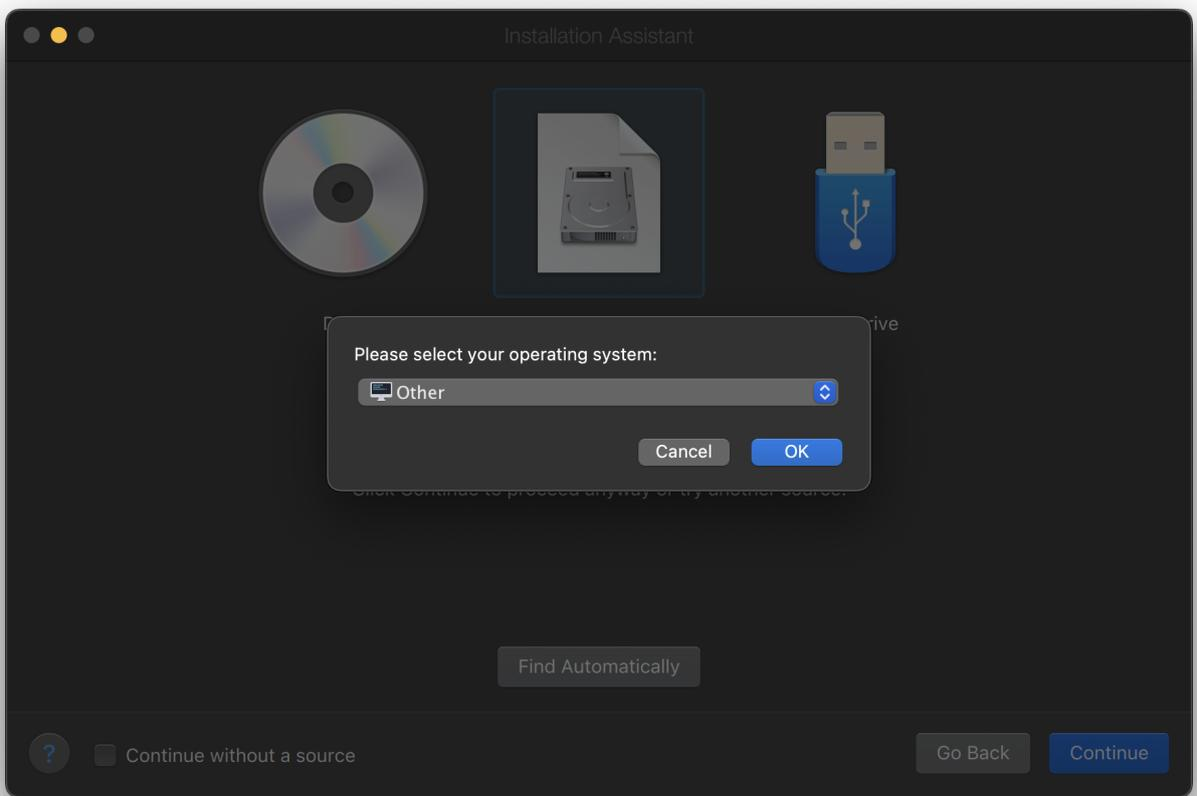 Installation Assistant
rive
Please select your operating system:
Other
Cancel
OK
Click Continue to proceed anyway or try another source.
Find Automatically
?
Continue without a source
Go Back
Continue